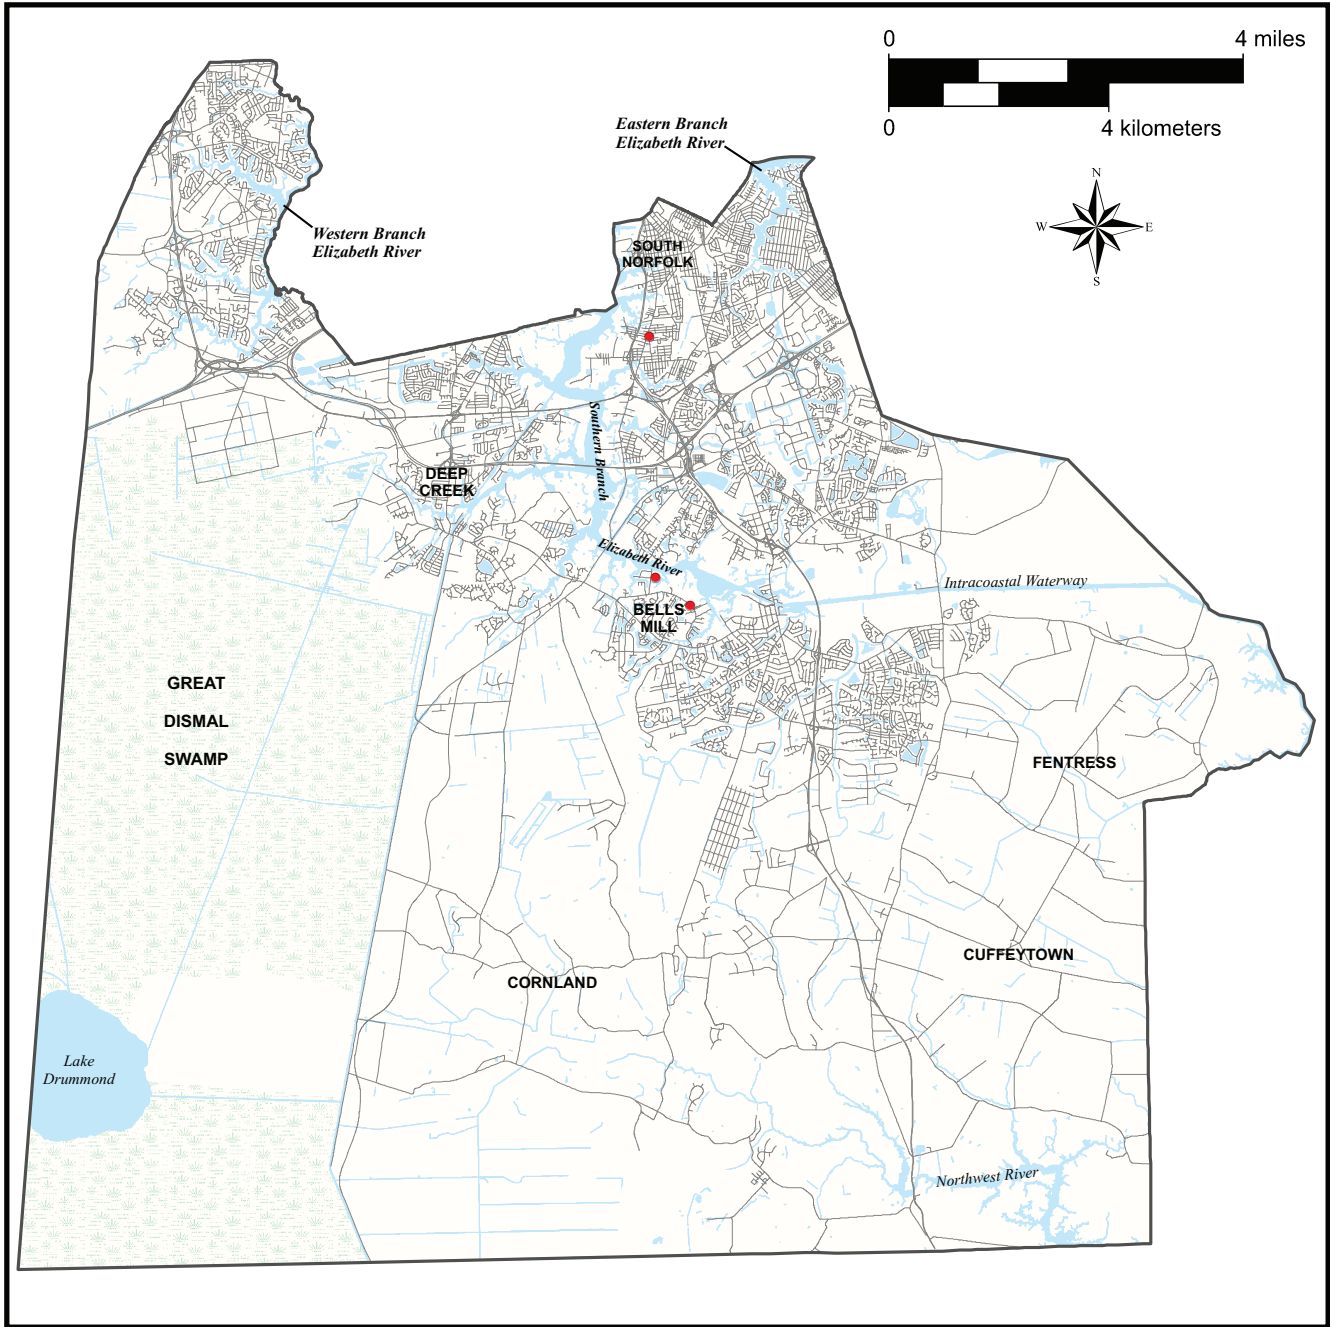 0 4 miles
0 4 kilometers
Eastern Branch
Elizabeth River
N
W E
S
Western Branch
Elizabeth River
SOUTH
NORFOLK
Southern Branch
DEEP
CREEK
Elizabeth River
Intracoastal Waterway
BELLS
MILL
GREAT
DISMAL
SWAMP
FENTRESS
CUFFEYTOWN
CORNLAND
Lake
Drummond
Northwest River